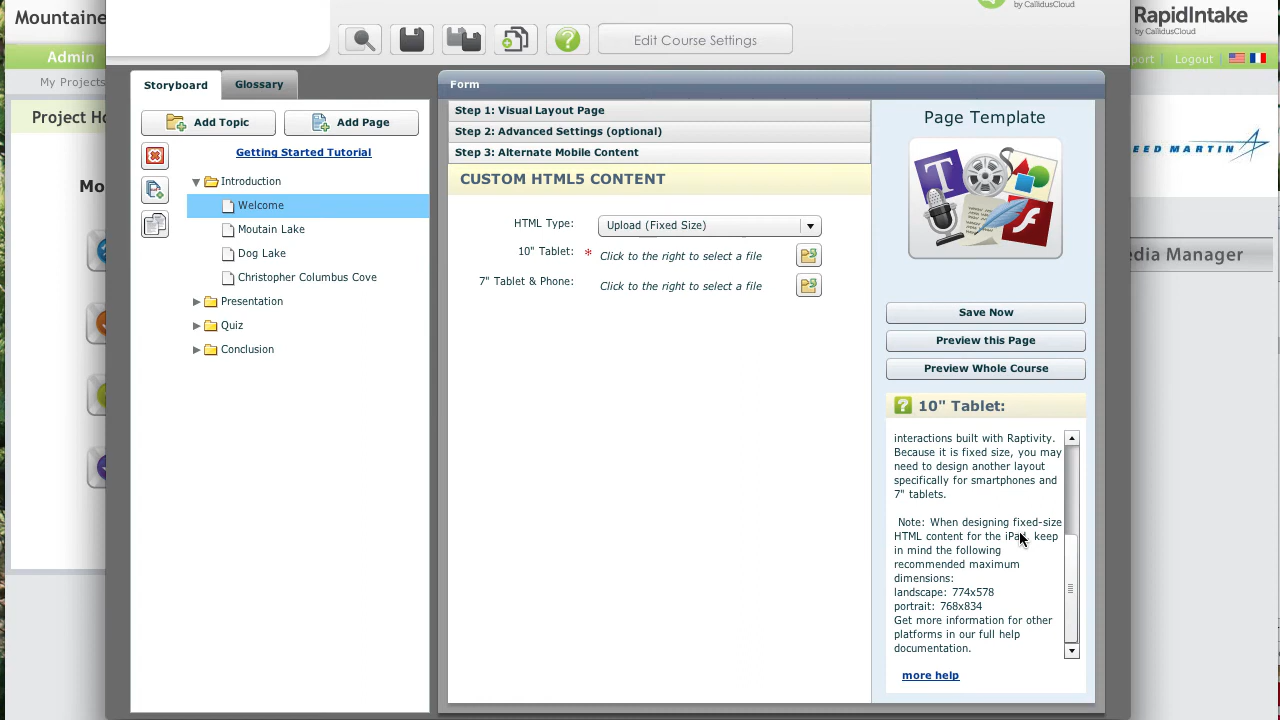 Mountaine
by CallidusCloud
RapidIntake
by CallidusCloud
Edit Course Settings
Admin
port
Logout
My Projects
Storyboard
Glossary
Form
Project Ho
Step 1: Visual Layout Page
Page Template
Add Topic
Add Page
Step 2: Advanced Settings (optional)
Getting Started Tutorial
Step 3: Alternate Mobile Content
EED MARTIN
Introduction
CUSTOM HTML5 CONTENT
Mo
Welcome
HTML Type:
Upload (Fixed Size)
Moutain Lake
Dog Lake
10" Tablet:
*
Click to the right to select a file
edia Manager
Christopher Columbus Cove
7" Tablet & Phone:
Click to the right to select a file
Presentation
Quiz
Conclusion
Save Now
Preview this Page
Preview Whole Course
10" Tablet:
interactions built with Raptivity.
Because it is fixed size, you may
need to design another layout
specifically for smartphones and
7" tablets.
Note: When designing fixed-size
HTML content for the iPad, keep
in mind the following
recommended maximum
dimensions:
landscape: 774x578
portrait: 768x834
Get more information for other
platforms in our full help
documentation.
more help